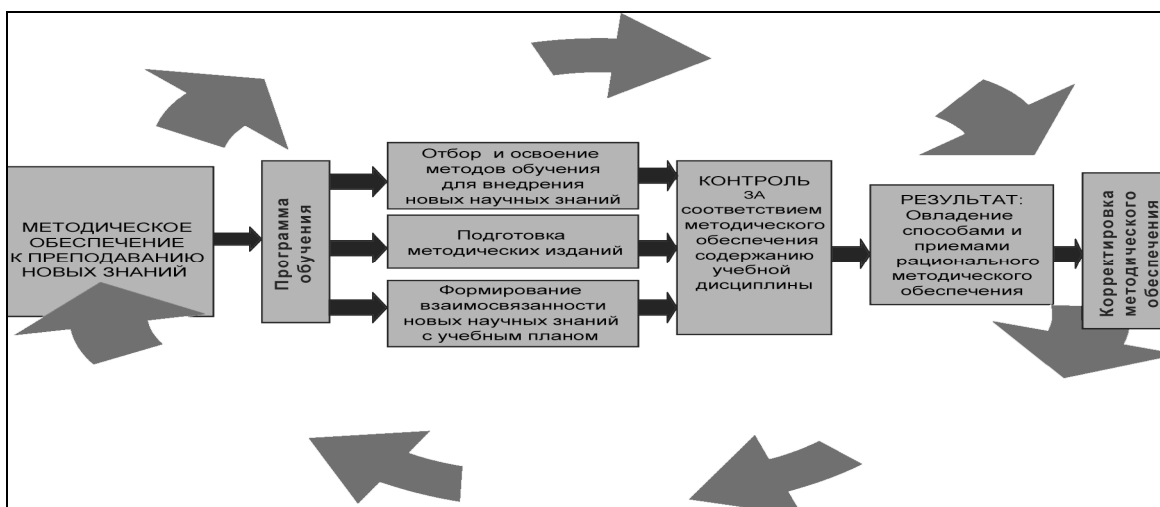 МЕТОДИЧЕСКОЕ
ОБЕСПЕЧЕНИЕ
К ПРЕПОДАВАНИЮ
НОВЫХ ЗНАНИЙ
Программа
обучения
Отбор и освоение
методов обучения
для внедрения
новых научных знаний
Подготовка
методических изданий
Формирование
взаимосвязанности
новых научных знаний
с учебным планом
КОНТРОЛЬ
ЗА
соответствием
методического
обеспечения
содержанию
учебной
дисциплины
РЕЗУЛЬТАТ:
Овладение
способами и
приемами
рационального
методического
обеспечения
Корректировка
методического
обеспечения